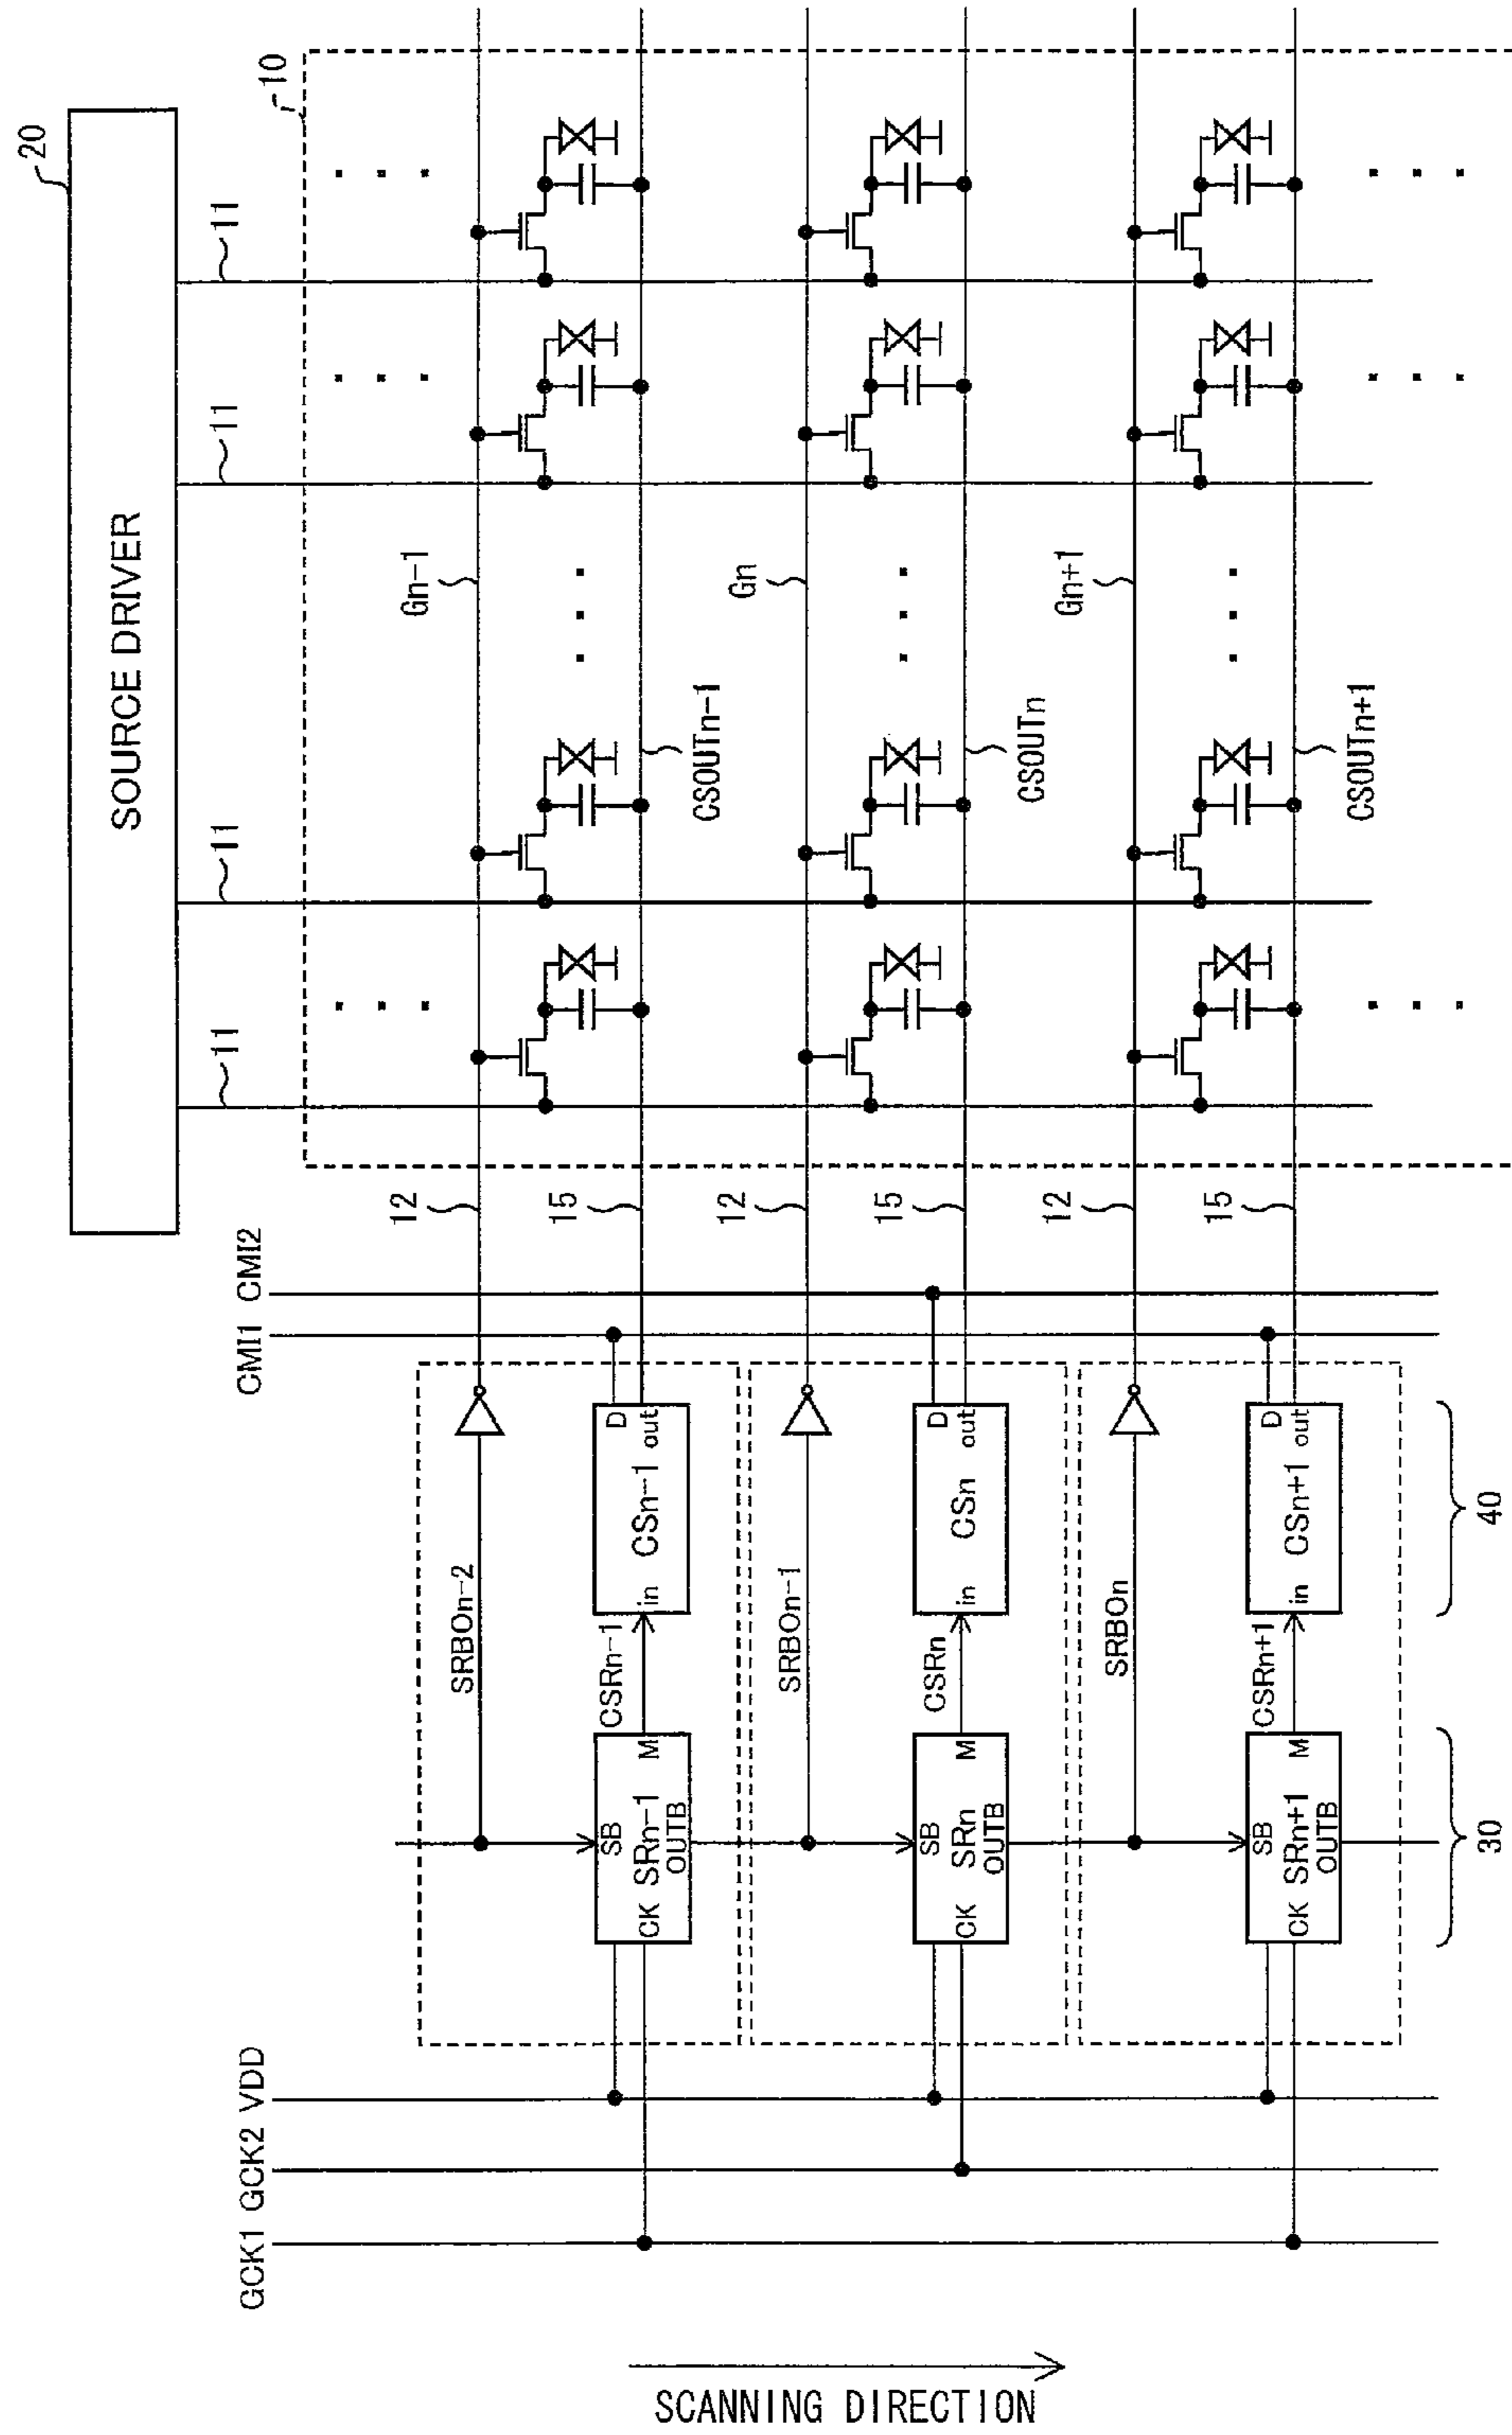 20
SOURCE DRIVER
10
11
11
11
11
GCK1
GCK2
VDD
CMI1
CMI2
SRBOn-2
12
Gn-1
SB
CK
SRn-1
M
OUTB
CSRn-1
in
CSn-1
D
out
15
CSOUTn-1
SRBOn-1
12
Gn
SB
CK
SRn
M
OUTB
CSRn
in
CSn
D
out
15
CSOUTn
SRBOn
12
Gn+1
SB
CK
SRn+1
M
OUTB
CSRn+1
in
CSn+1
D
out
15
CSOUTn+1
30
40
SCANNING DIRECTION